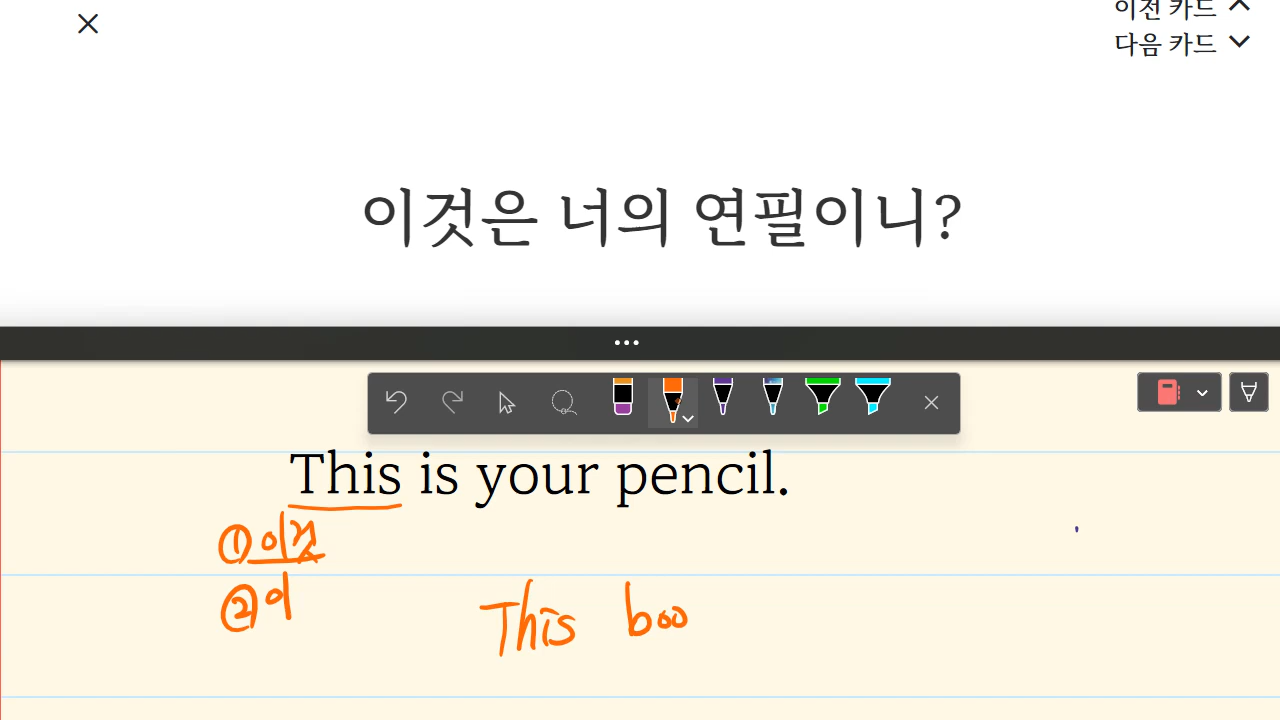 이전 카드
다음 카드
이것은 너의 연필이니?
This is your pencil.
① 이것
② 이
This boo